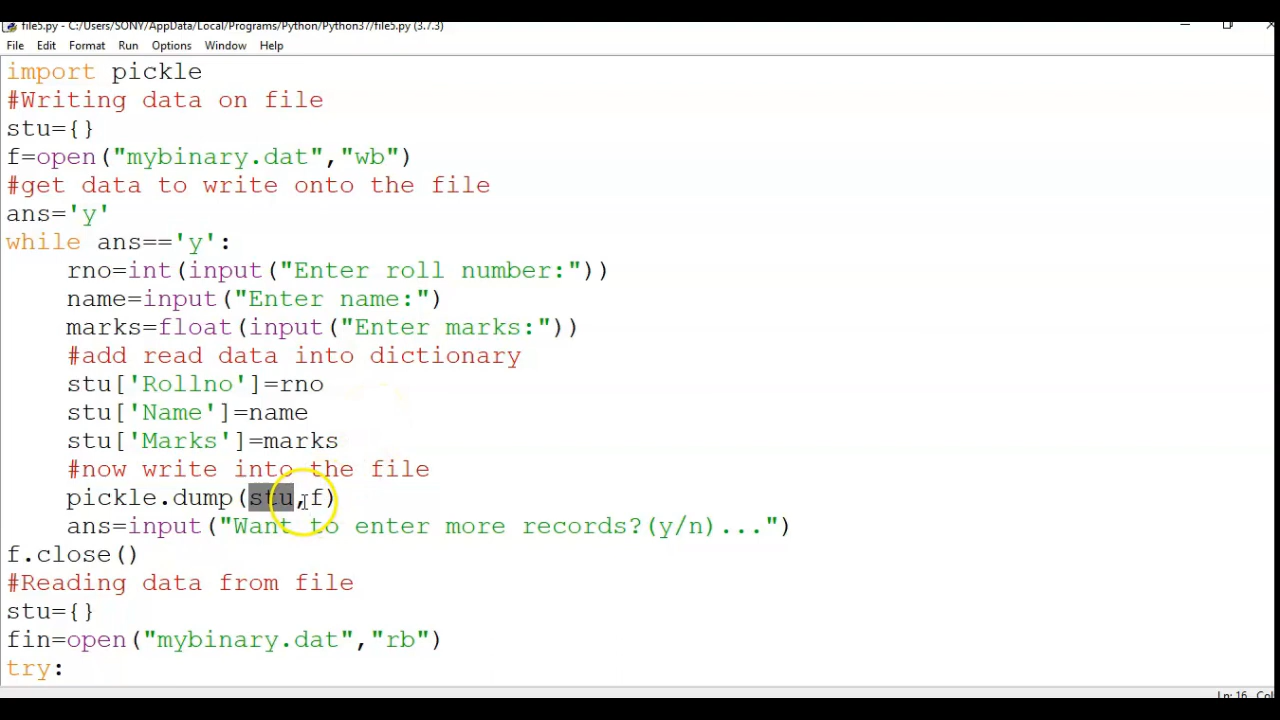 file5.py - C:/Users/SONY/AppData/Local/Programs/Python/Python37/file5.py (3.7.3)
File Edit Format Run Options Window Help
import pickle
#Writing data on file
stu={}
f=open("mybinary.dat","wb")
#get data to write onto the file
ans='y'
while ans=='y':
    rno=int(input("Enter roll number:"))
    name=input("Enter name:")
    marks=float(input("Enter marks:"))
    #add read data into dictionary
    stu['Rollno']=rno
    stu['Name']=name
    stu['Marks']=marks
    #now write into the file
    pickle.dump(stu,f)
    ans=input("Want to enter more records?(y/n)...")
f.close()
#Reading data from file
stu={}
fin=open("mybinary.dat","rb")
try:
Ln: 16 Col